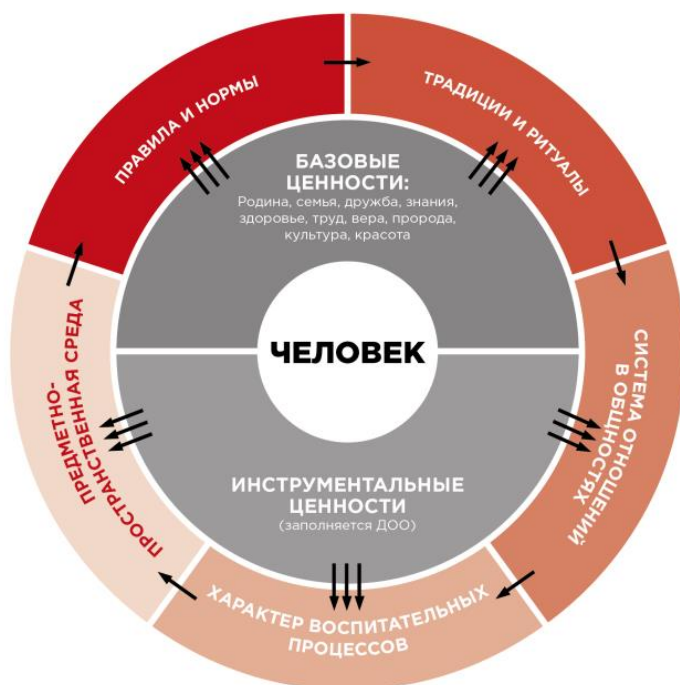 ПРАВИЛА И НОРМЫ
ТРАДИЦИИ И РИТУАЛЫ
БАЗОВЫЕ
ЦЕННОСТИ:
Родина, семья, дружба, знания,
здоровье, труд, вера, пророда,
культура, красота
ЧЕЛОВЕК
ИНСТРУМЕНТАЛЬНЫЕ
ЦЕННОСТИ
(заполняется ДОО)
СИСТЕМА ОТНОШЕНИЙ
В ОБЩНОСТЯХ
ХАРАКТЕР ВОСПИТАТЕЛЬНЫХ
ПРОЦЕССОВ
ПРЕДМЕТНО-
ПРОСТРАНСТВЕННАЯ СРЕДА